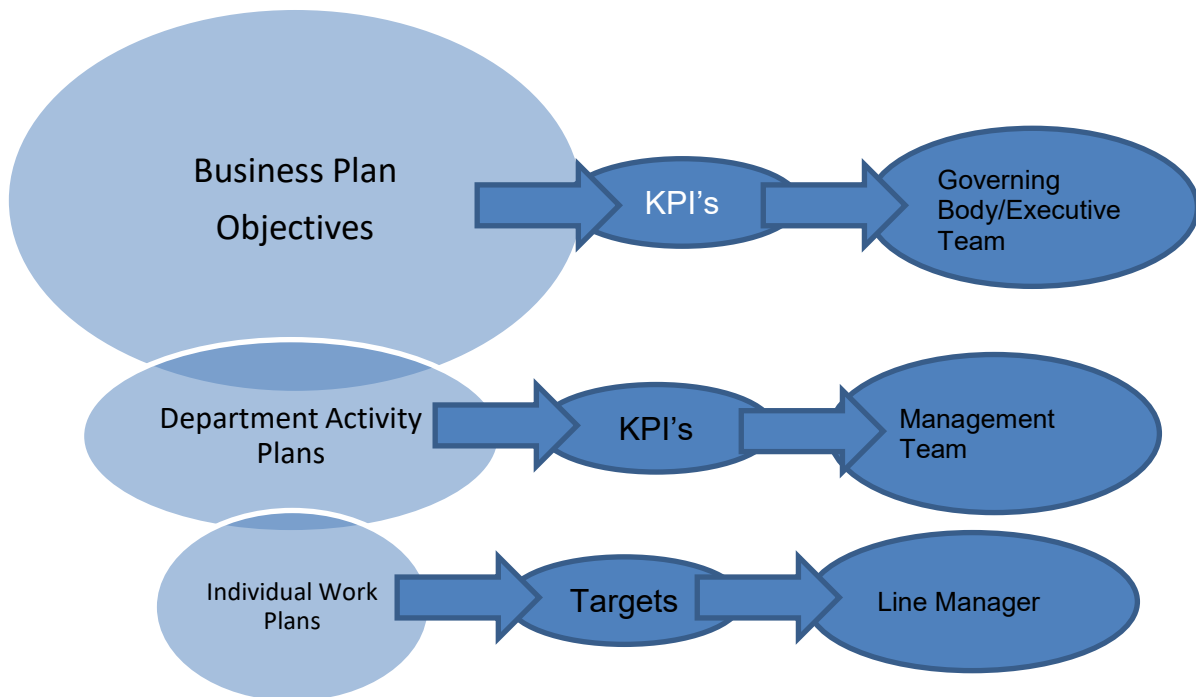 Business Plan
Objectives
KPI's
Governing
Body/Executive
Team
Department Activity
Plans
KPI's
Management
Team
Individual Work
Plans
Targets
Line Manager